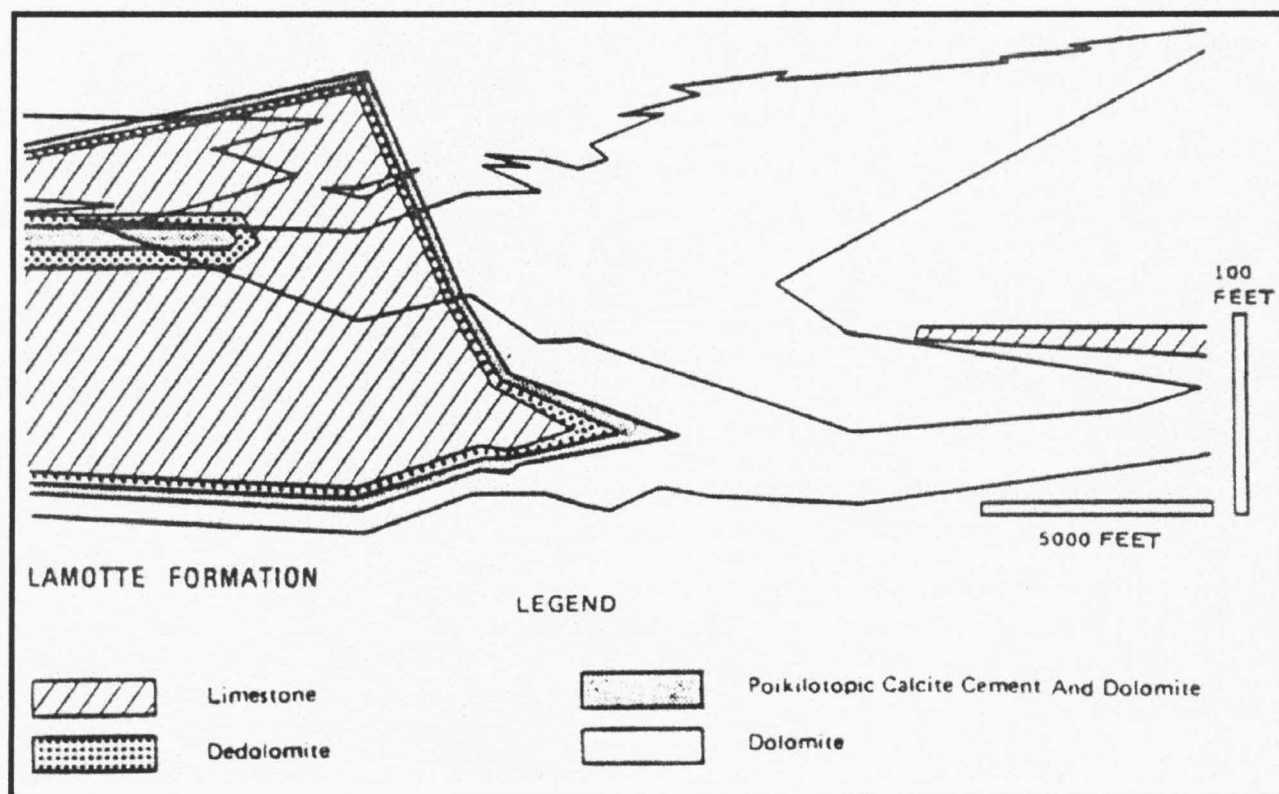 100
FEET
5000 FEET
LAMOTTE FORMATION
LEGEND
Limestone
Poikilotopic Calcite Cement And Dolomite
Dedolomite
Dolomite